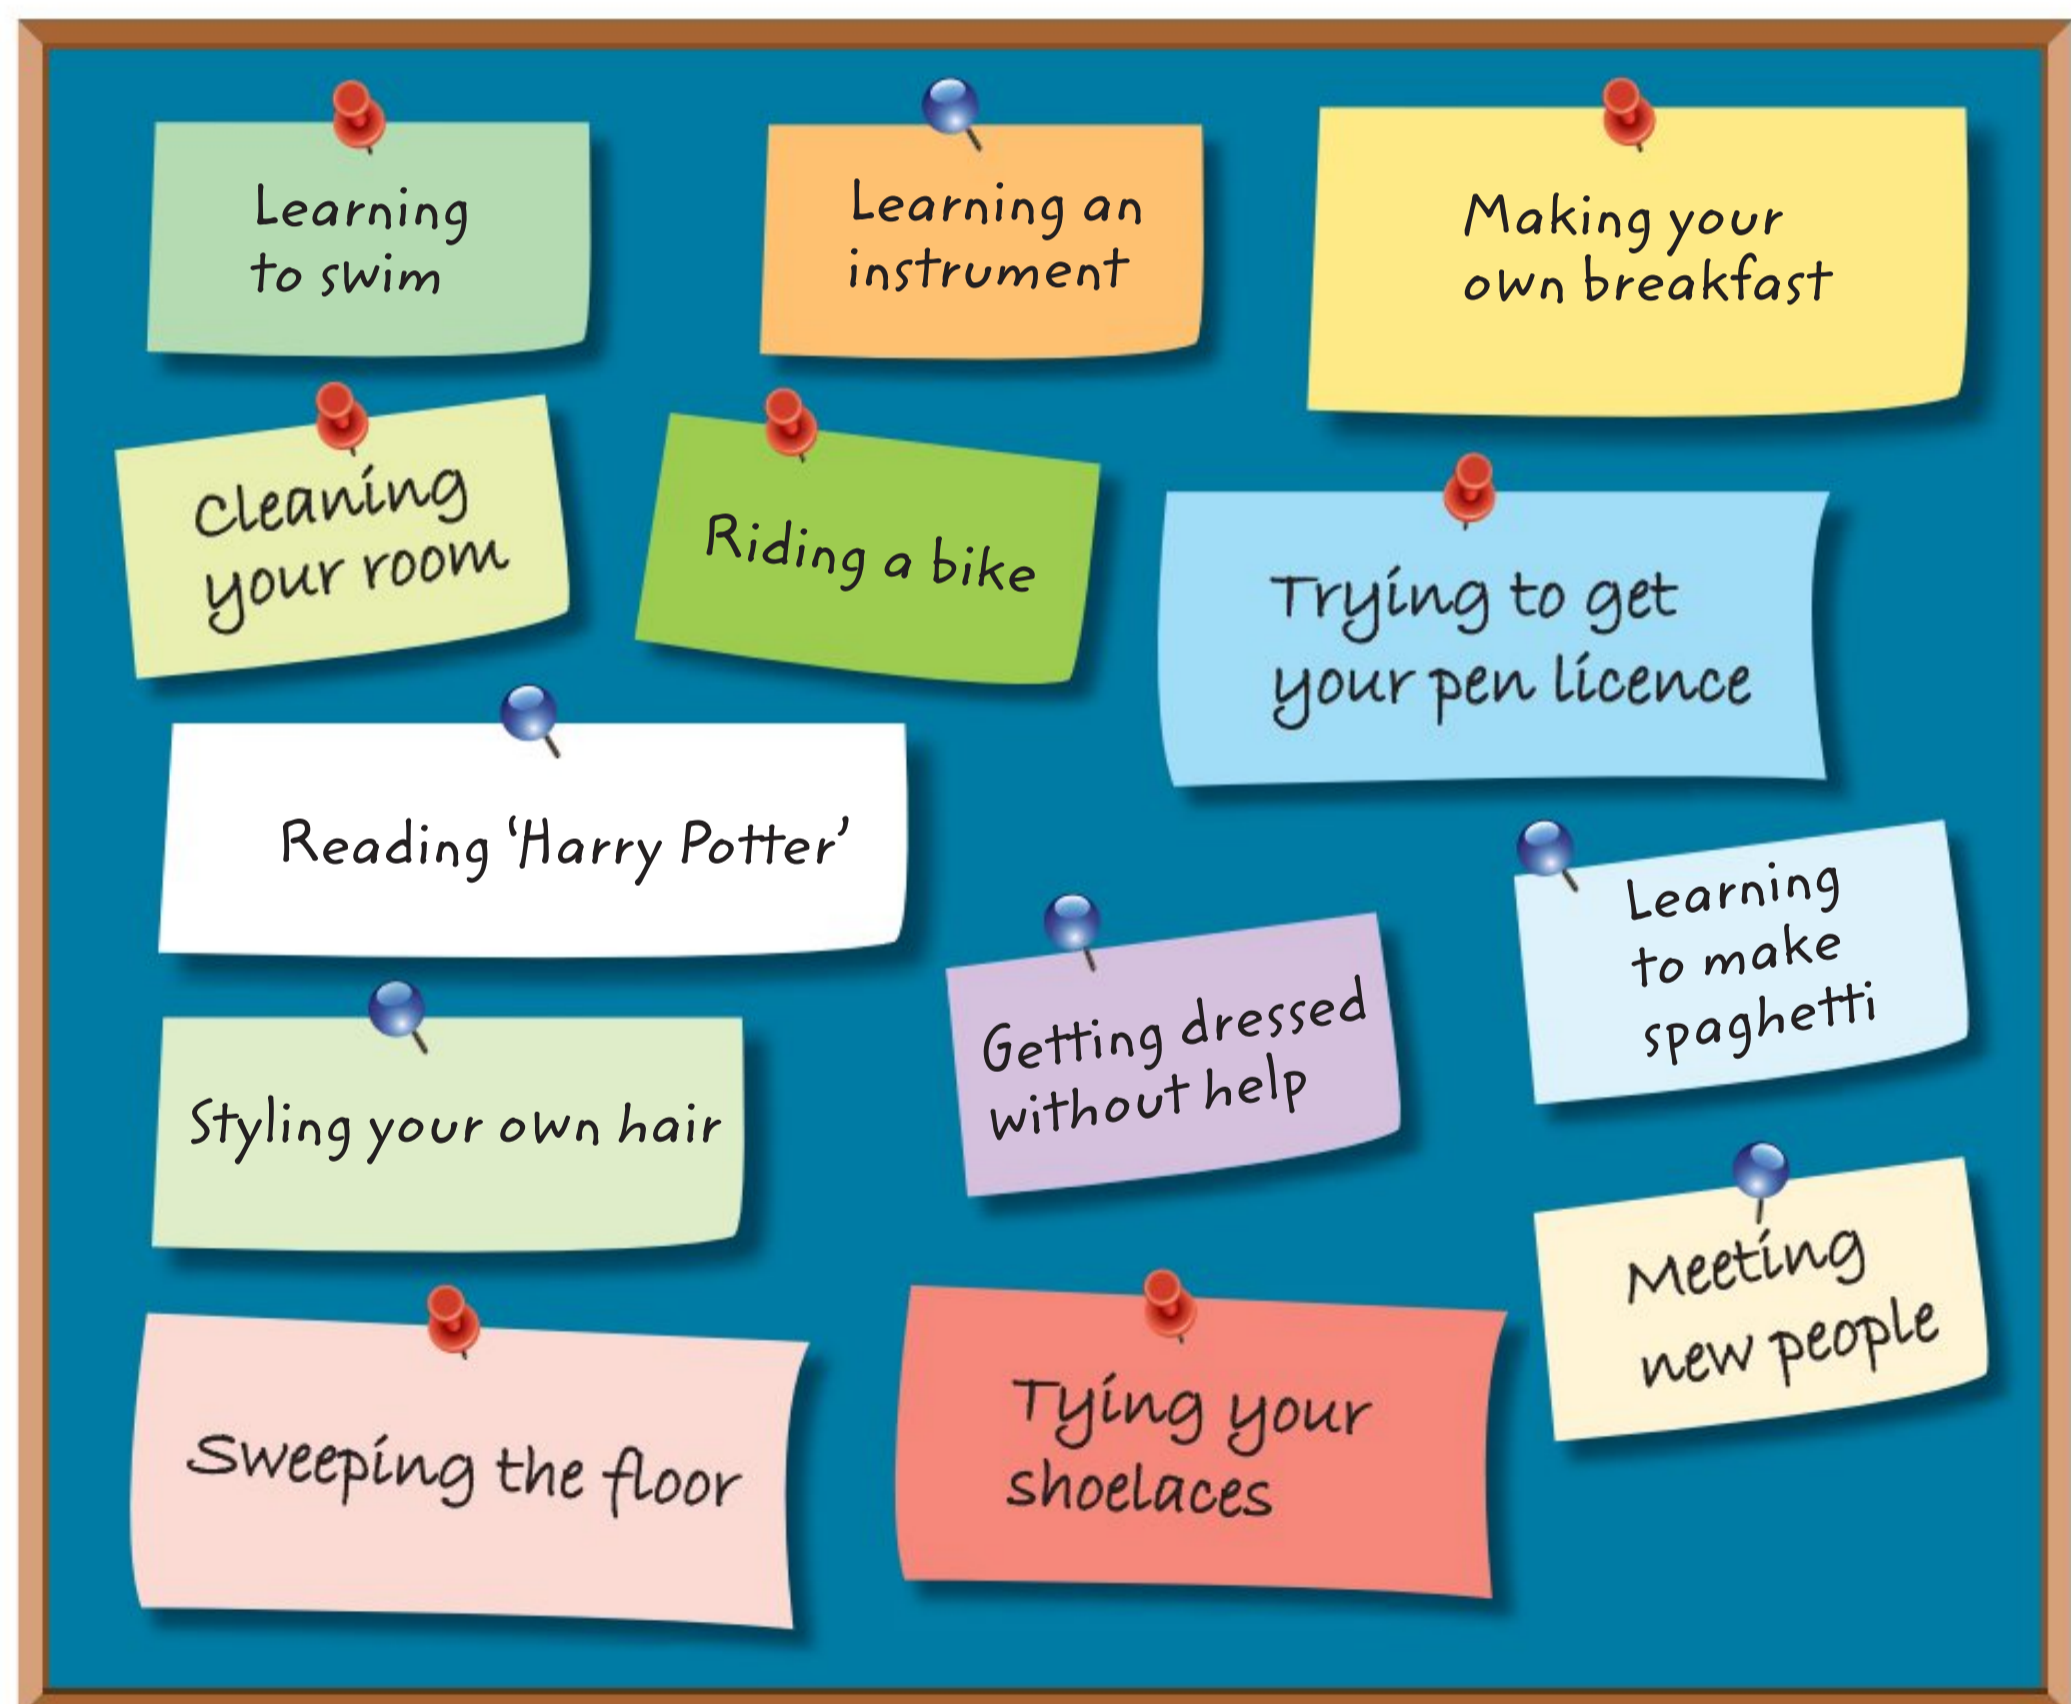 Learning
to swim
Learning an
instrument
Making your
own breakfast
Cleaning
your room
Riding a bike
Trying to get
your pen licence
Reading ‘Harry Potter’
Learning
to make
spaghetti
Getting dressed
without help
Styling your own hair
Meeting
new people
Sweeping the floor
Tying your
shoelaces